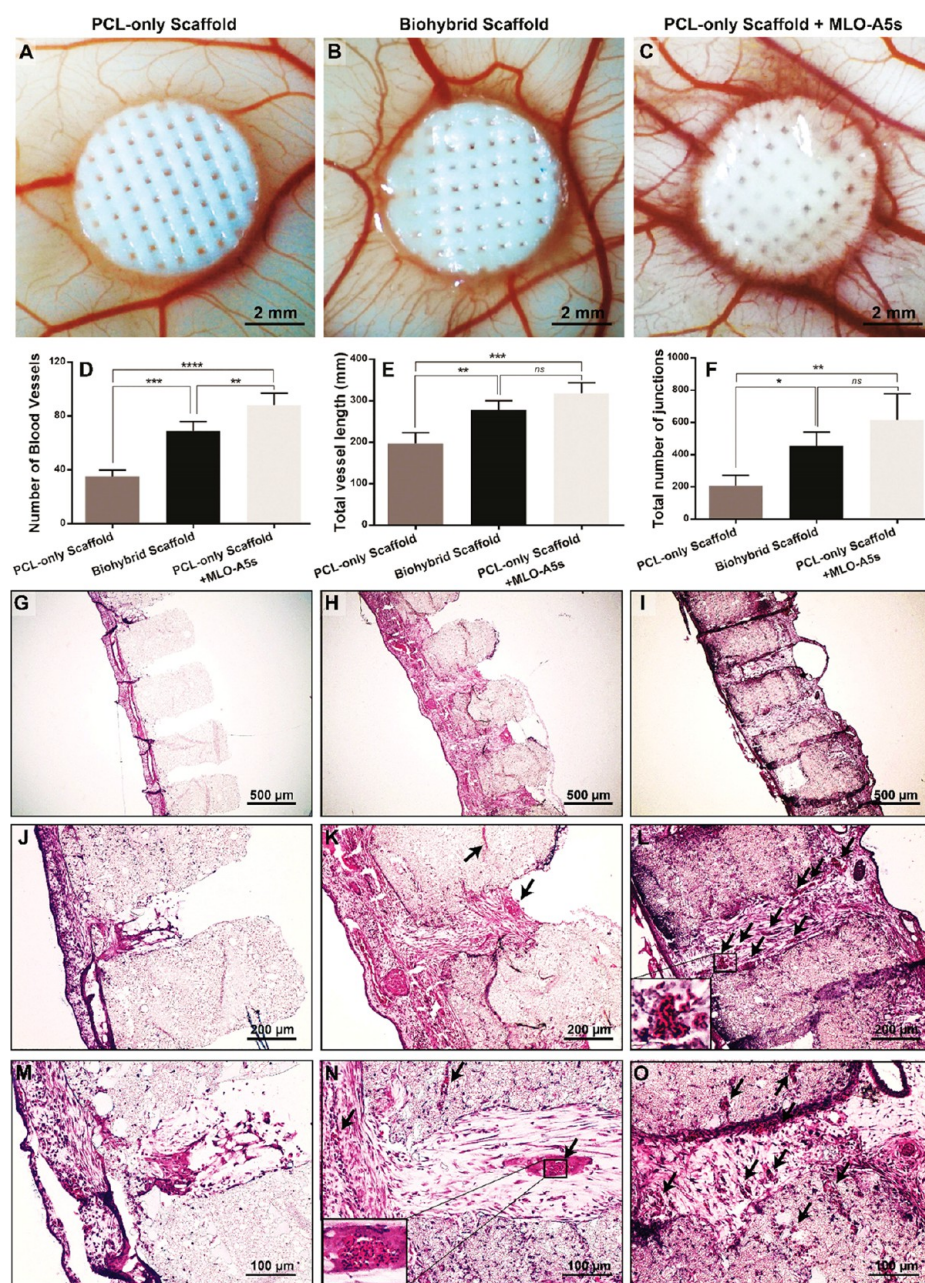 PCL-only Scaffold
Biohybrid Scaffold
PCL-only Scaffold + MLO-A5s
A
2 mm
B
2 mm
C
2 mm
D
Number of Blood Vessels
120
80
40
0
****
***
**
PCL-only Scaffold
Biohybrid Scaffold
PCL-only Scaffold
+MLO-A5s
E
Total vessel length (mm)
400
300
200
100
0
***
**
ns
PCL-only Scaffold
Biohybrid Scaffold
PCL-only Scaffold
+MLO-A5s
F
Total number of junctions
1000
800
600
400
200
0
**
*
ns
PCL-only Scaffold
Biohybrid Scaffold
PCL-only Scaffold
+MLO-A5s
G
500 µm
H
500 µm
I
500 µm
J
200 µm
K
200 µm
L
200 µm
M
100 µm
N
100 µm
O
100 µm